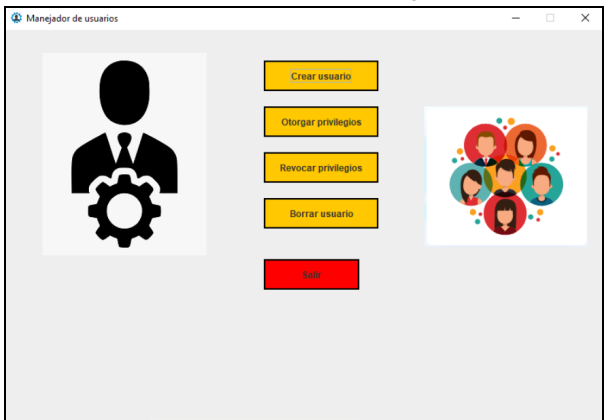 Manejador de usuarios
Crear usuario
Otorgar privilegios
Revocar privilegios
Borrar usuario
Salir